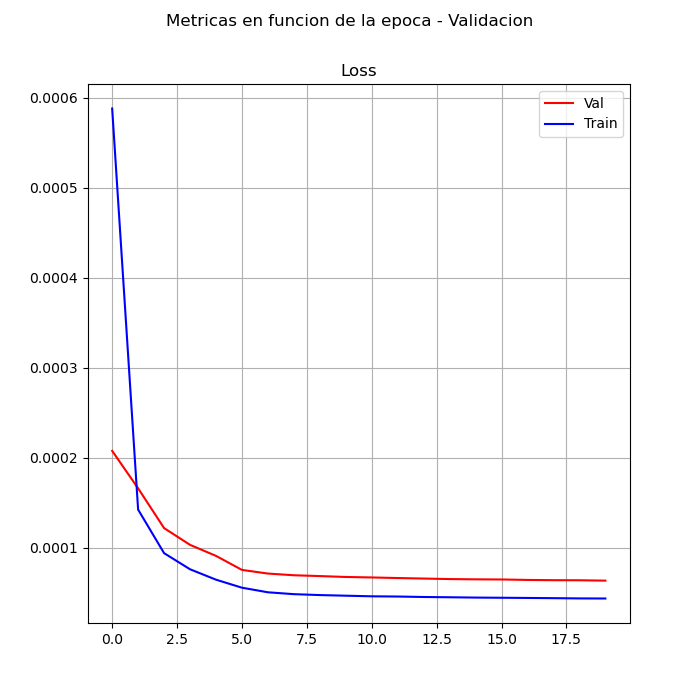 Metricas en funcion de la epoca - Validacion
Loss
Val
Train
0.0006
0.0005
0.0004
0.0003
0.0002
0.0001
0.0 2.5 5.0 7.5 10.0 12.5 15.0 17.5